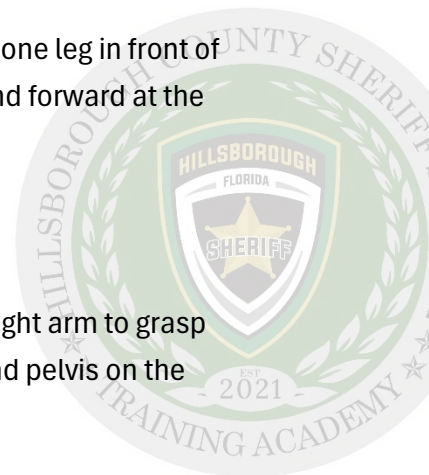 one leg in front of
nd forward at the
ght arm to grasp
nd pelvis on the
HILLSBOROUGH COUNTY SHERIFF
HILLSBOROUGH
FLORIDA
SHERIFF
EST
- 2021 -
TRAINING ACADEMY